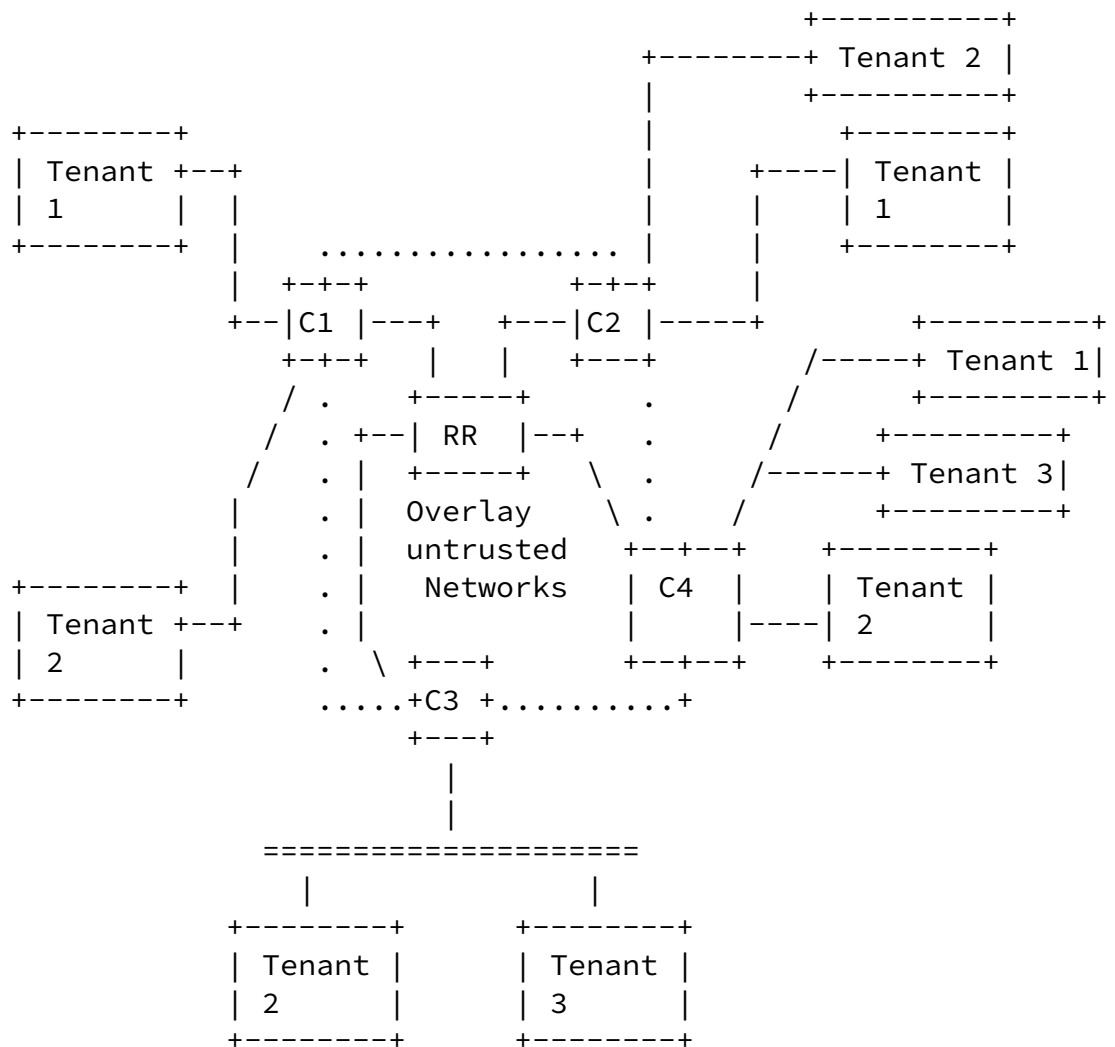 Tenant 2
Tenant
1
Tenant
1
C1
C2
Tenant 1
RR
Tenant 3
Overlay
untrusted
Networks
C4
Tenant
2
Tenant
2
C3
Tenant
2
Tenant
3